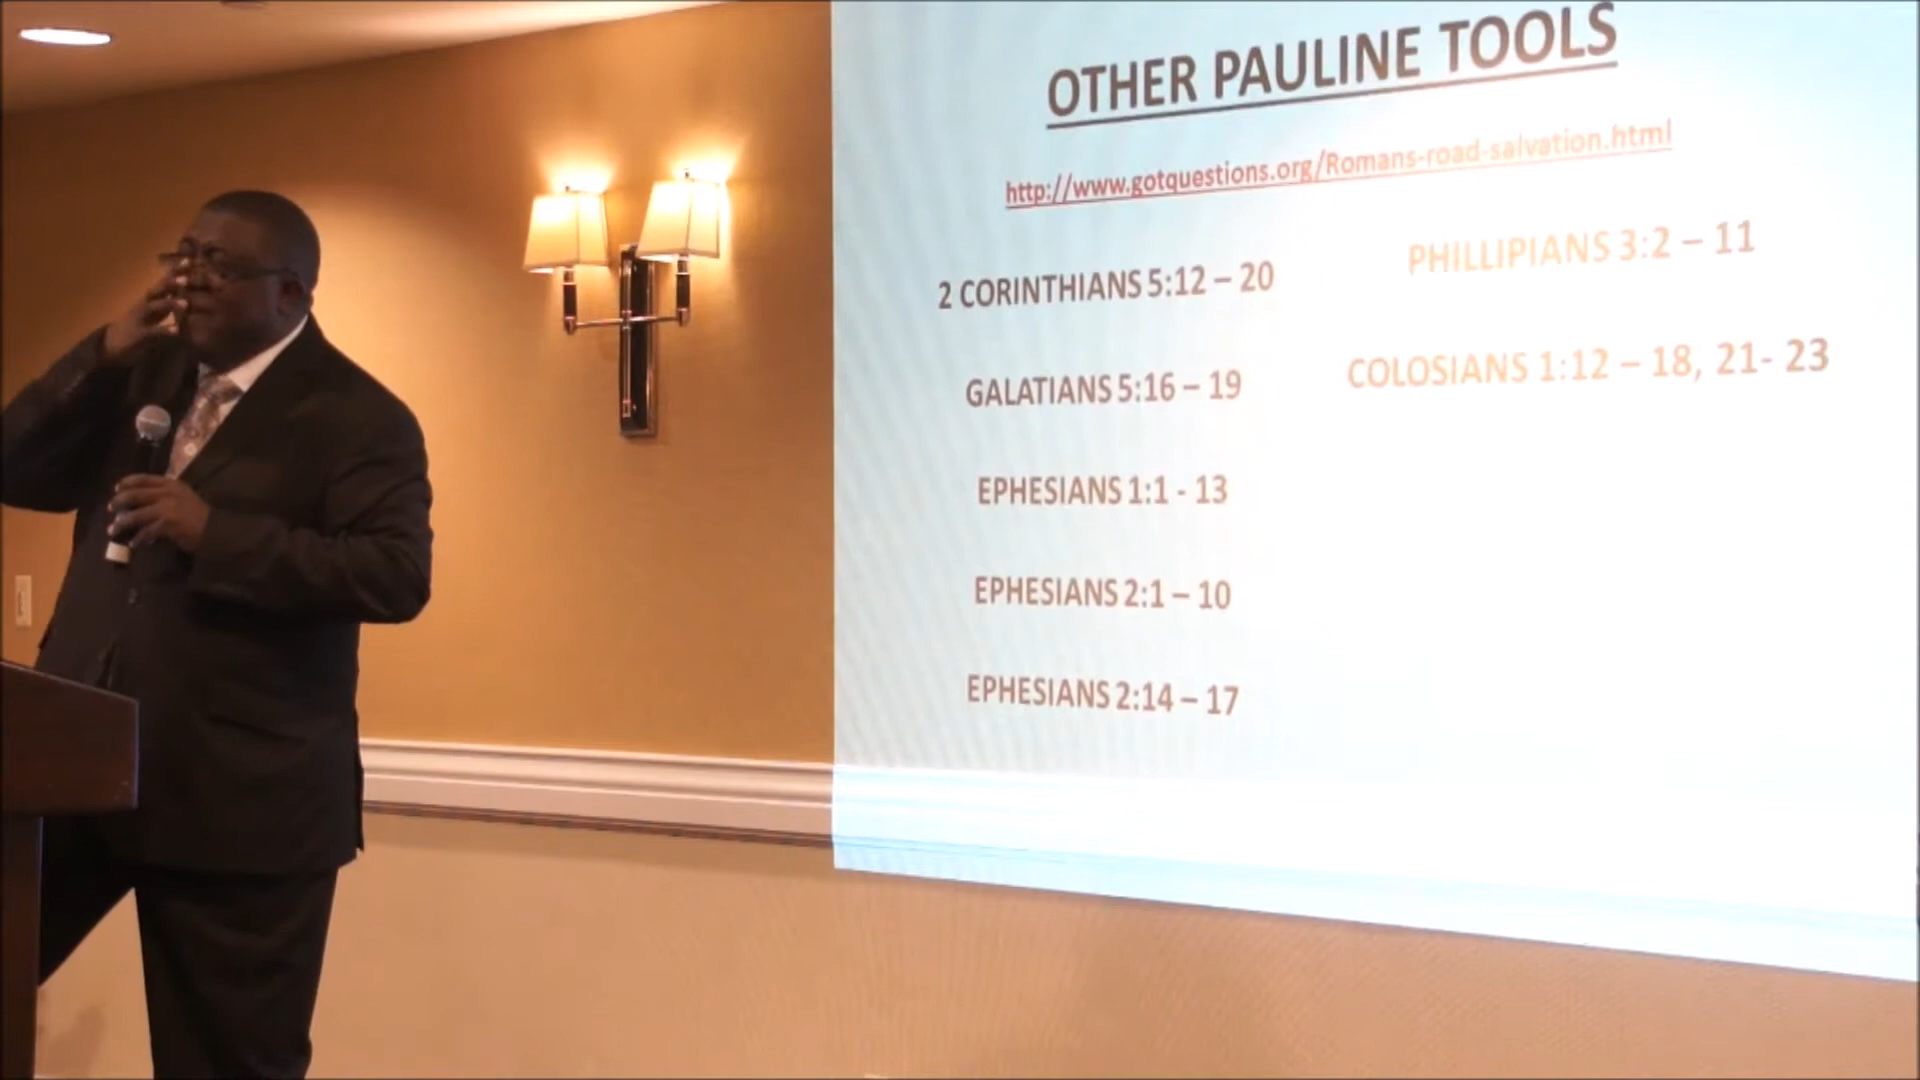 OTHER PAULINE TOOLS
http://www.gotquestions.org/Romans-road-salvation.html
2 CORINTHIANS 5:12 – 20
GALATIANS 5:16 – 19
EPHESIANS 1:1 - 13
EPHESIANS 2:1 – 10
EPHESIANS 2:14 – 17
PHILLIPIANS 3:2 – 11
COLOSIANS 1:12 – 18, 21- 23